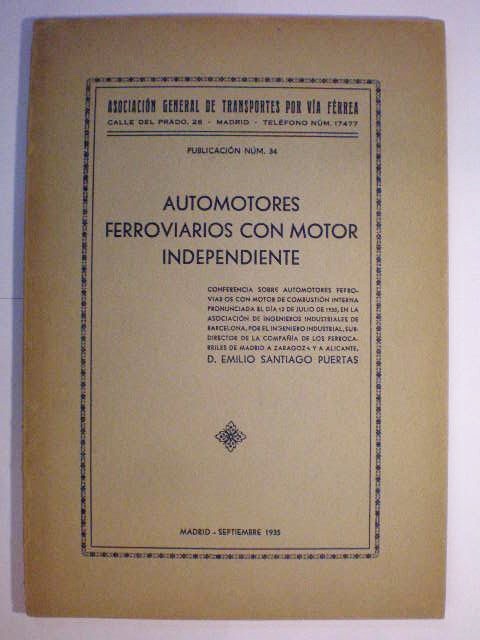 ASOCIACIÓN GENERAL DE TRANSPORTES POR VÍA FÉRREA
CALLE DEL PRADO, 26 - MADRID - TELÉFONO NÚM. 17477
PUBLICACIÓN NÚM. 34
AUTOMOTORES
FERROVIARIOS CON MOTOR
INDEPENDIENTE
CONFERENCIA SOBRE AUTOMOTORES FERRO-
VIARIOS CON MOTOR DE COMBUSTIÓN INTERNA
PRONUNCIADA EL DÍA 12 DE JULIO DE 1935, EN LA
ASOCIACIÓN DE INGENIEROS INDUSTRIALES DE
BARCELONA, POR EL INGENIERO INDUSTRIAL, SUB-
DIRECTOR DE LA COMPAÑÍA DE LOS FERROCA-
RRILES DE MADRID A ZARAGOZA Y A ALICANTE,
D. EMILIO SANTIAGO PUERTAS
MADRID - SEPTIEMBRE 1935